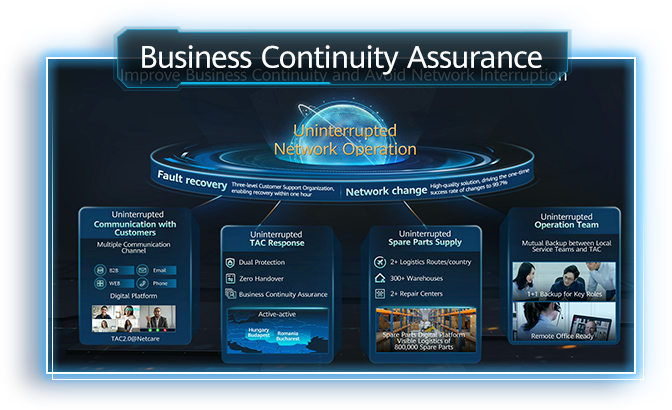 Business Continuity Assurance
Improve Business Continuity and Avoid Network Interruption
Uninterrupted
Network Operation
Fault recovery
Three-level Customer Support Organization,
enabling recovery within one hour
Network change
High-quality solution, driving the one-time
success rate of changes to 99.7%
Uninterrupted
Communication with
Customers
Multiple Communication
Channel
B2B
Email
WEB
Phone
Digital Platform
TAC2.0@Netcare
Uninterrupted
TAC Response
Dual Protection
Zero Handover
Business Continuity Assurance
Active-active
Hungary
Budapest
Romania
Bucharest
Uninterrupted
Spare Parts Supply
2+ Logistics Routes/country
300+ Warehouses
2+ Repair Centers
Spare Parts Digital Platform
Visible Logistics of
800,000 Spare Parts
Uninterrupted
Operation Team
Mutual Backup between Local
Service Teams and TAC
1+1 Backup for Key Roles
Remote Office Ready